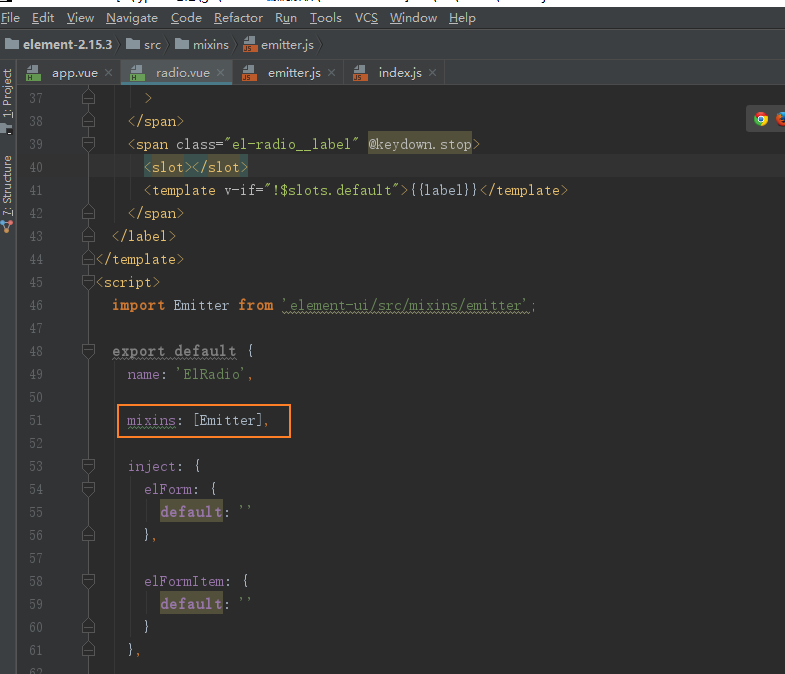 File Edit View Navigate Code Refactor Run Tools VCS Window Help
element-2.15.3 src mixins emitter.js
1: Project
7: Structure
app.vue radio.vue emitter.js index.js
37 >
38 </span>
39 <span class="el-radio__label" @keydown.stop>
40 <slot></slot>
41 <template v-if="!$slots.default">{{label}}</template>
42 </span>
43 </label>
44 </template>
45 <script>
46 import Emitter from 'element-ui/src/mixins/emitter';
47
48 export default {
49 name: 'ElRadio',
50
51 mixins: [Emitter],
52
53 inject: {
54 elForm: {
55 default: ''
56 },
57
58 elFormItem: {
59 default: ''
60 }
61 },